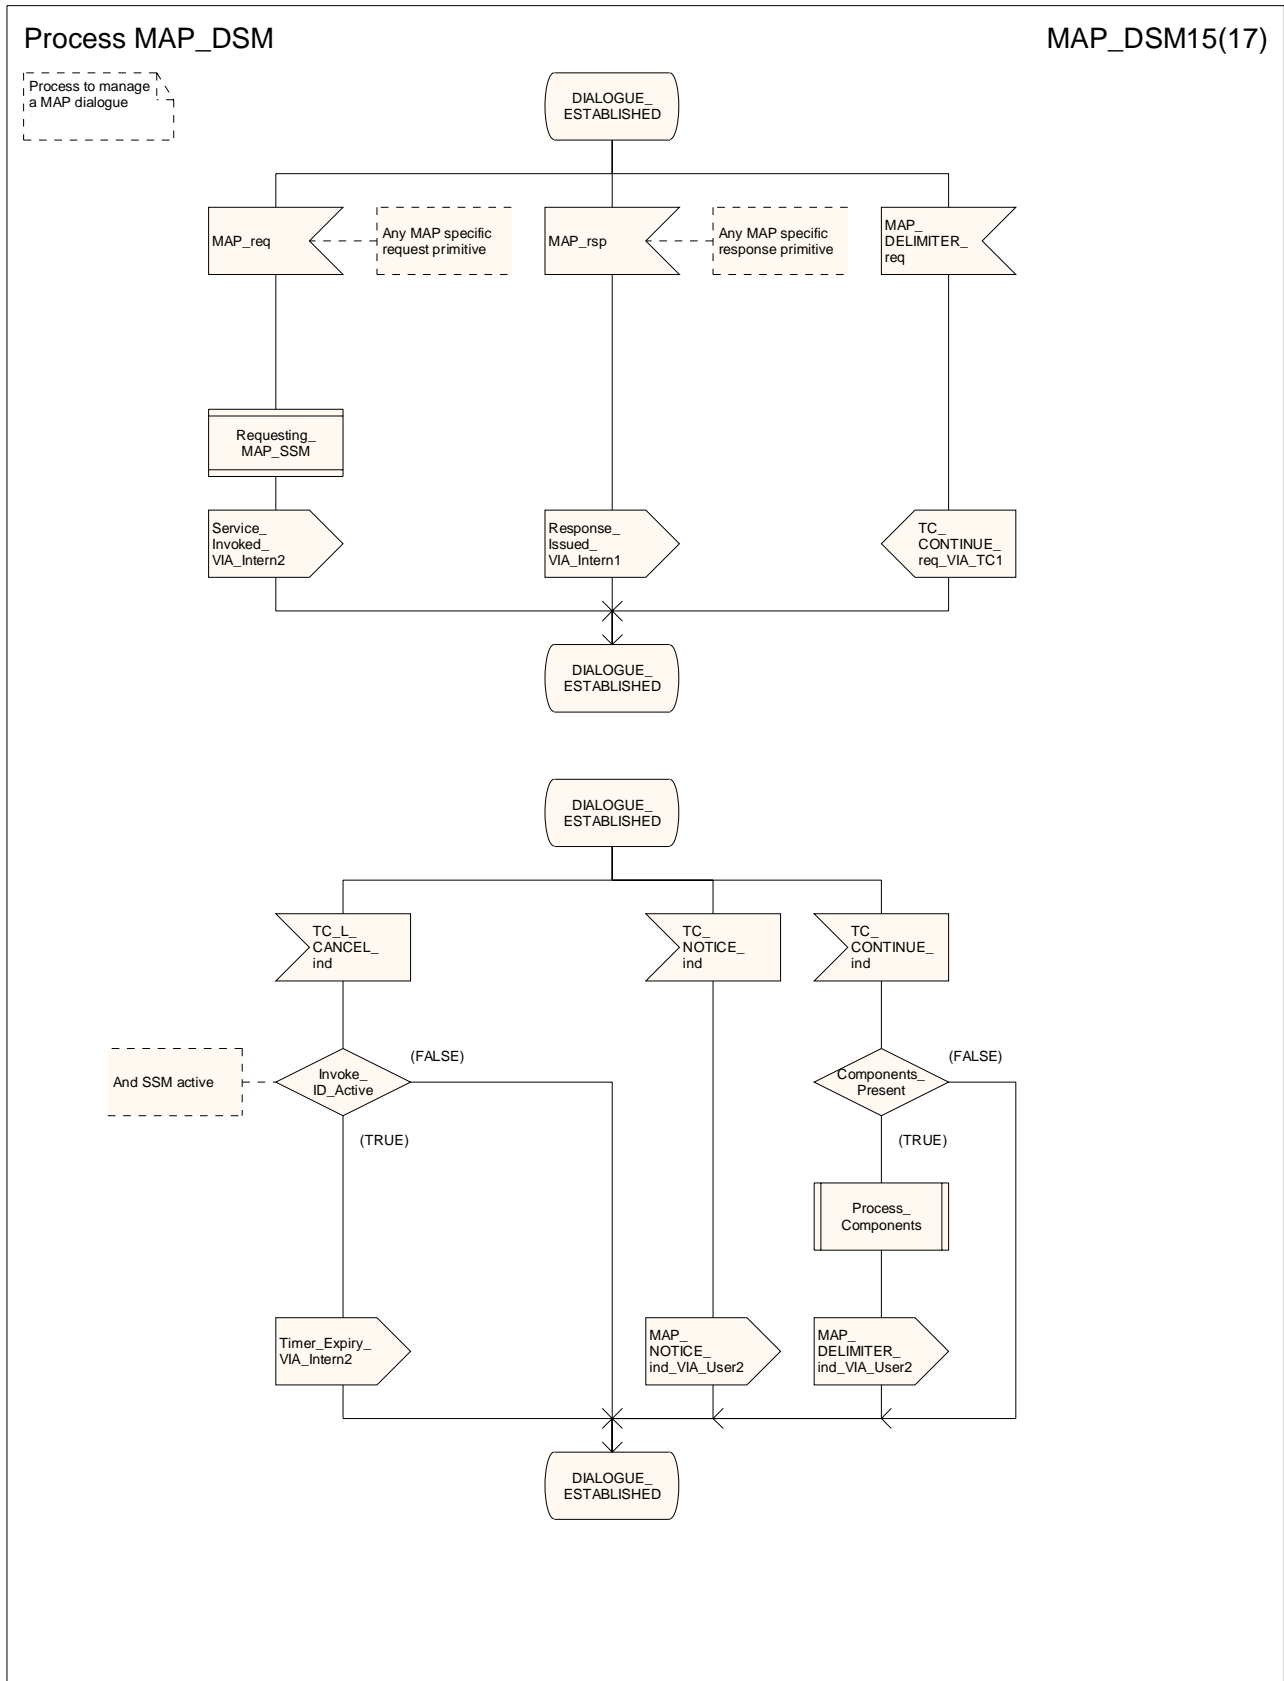 Process MAP_DSM
MAP_DSM15(17)
Process to manage
a MAP dialogue
DIALOGUE_
ESTABLISHED
MAP_req
Any MAP specific
request primitive
MAP_rsp
Any MAP specific
response primitive
MAP_
DELIMITER_
req
Requesting_
MAP_SSM
Service_
Invoked_
VIA_Intern2
Response_
Issued_
VIA_Intern1
TC_
CONTINUE_
req_VIA_TC1
DIALOGUE_
ESTABLISHED
DIALOGUE_
ESTABLISHED
TC_L_
CANCEL_
ind
TC_
NOTICE_
ind
TC_
CONTINUE_
ind
And SSM active
Invoke_
ID_Active
(FALSE)
(TRUE)
Components_
Present
(FALSE)
(TRUE)
Process_
Components
Timer_Expiry_
VIA_Intern2
MAP_
NOTICE_
ind_VIA_User2
MAP_
DELIMITER_
ind_VIA_User2
DIALOGUE_
ESTABLISHED